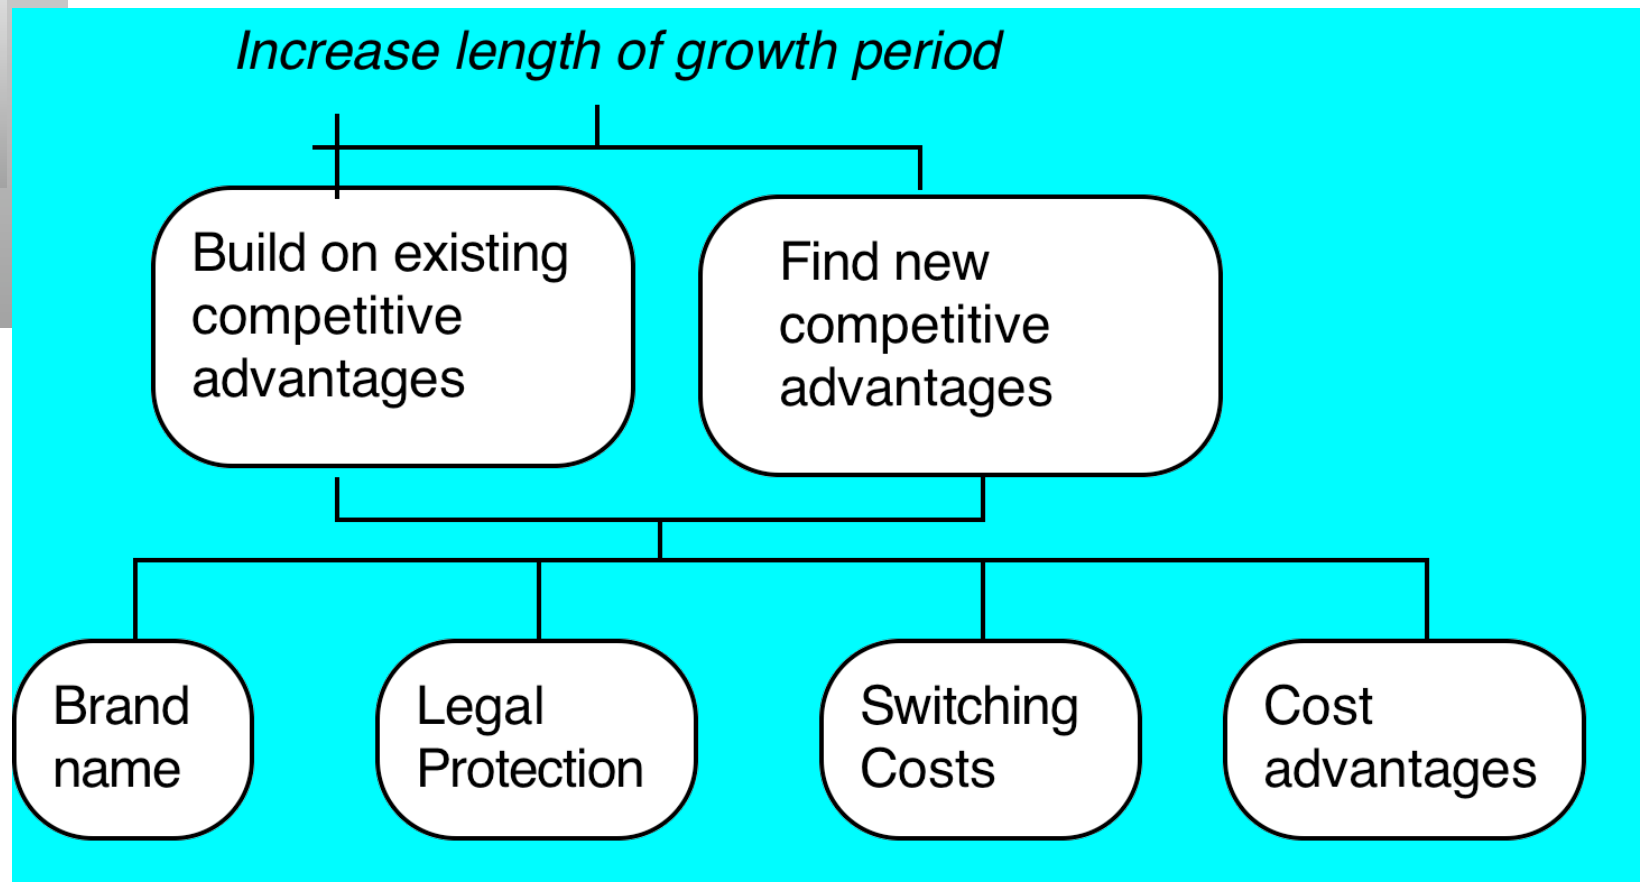 Increase length of growth period
Build on existing
competitive
advantages
Find new
competitive
advantages
Brand
name
Legal
Protection
Switching
Costs
Cost
advantages